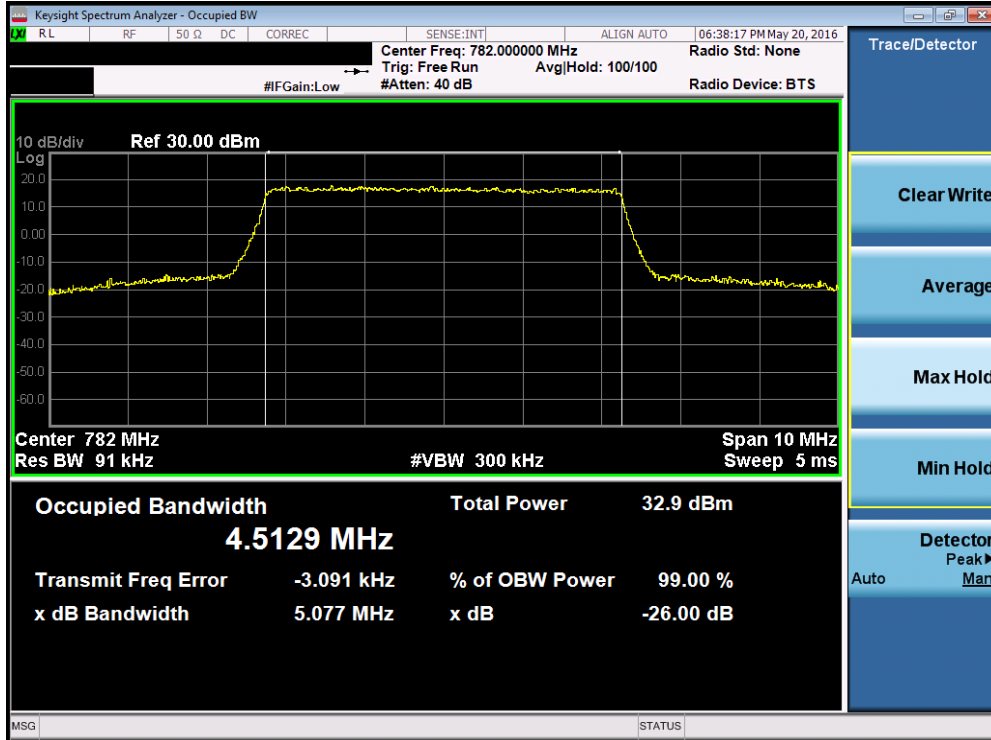 Keysight Spectrum Analyzer - Occupied BW
LXI RL RF 50 Ω DC CORREC SENSE:INT ALIGN AUTO 06:38:17 PM May 20, 2016
Center Freq: 782.000000 MHz Radio Std: None
Trig: Free Run Avg|Hold: 100/100
#IFGain:Low #Atten: 40 dB Radio Device: BTS
10 dB/div Ref 30.00 dBm
Log
20.0
10.0
0.00
-10.0
-20.0
-30.0
-40.0
-50.0
-60.0
Center 782 MHz Span 10 MHz
Res BW 91 kHz #VBW 300 kHz Sweep 5 ms
Occupied Bandwidth Total Power 32.9 dBm
4.5129 MHz
Transmit Freq Error -3.091 kHz % of OBW Power 99.00 %
x dB Bandwidth 5.077 MHz x dB -26.00 dB
MSG STATUS
Trace/Detector
Clear Write
Average
Max Hold
Min Hold
Detector
Peak▶
Auto Man